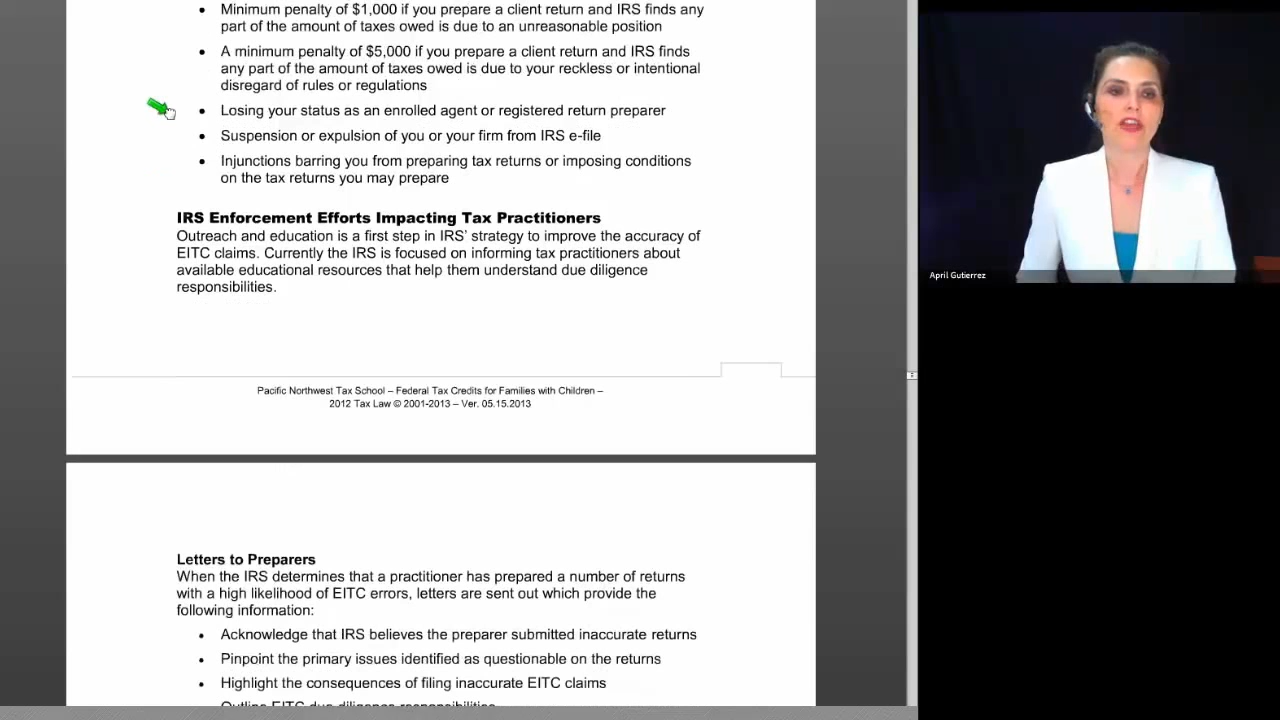 Minimum penalty of $1,000 if you prepare a client return and IRS finds any
part of the amount of taxes owed is due to an unreasonable position
A minimum penalty of $5,000 if you prepare a client return and IRS finds
any part of the amount of taxes owed is due to your reckless or intentional
disregard of rules or regulations
Losing your status as an enrolled agent or registered return preparer
Suspension or expulsion of you or your firm from IRS e-file
Injunctions barring you from preparing tax returns or imposing conditions
on the tax returns you may prepare
IRS Enforcement Efforts Impacting Tax Practitioners
Outreach and education is a first step in IRS’ strategy to improve the accuracy of
EITC claims. Currently the IRS is focused on informing tax practitioners about
available educational resources that help them understand due diligence
responsibilities.
Pacific Northwest Tax School – Federal Tax Credits for Families with Children –
2012 Tax Law © 2001-2013 – Ver. 05.15.2013
Letters to Preparers
When the IRS determines that a practitioner has prepared a number of returns
with a high likelihood of EITC errors, letters are sent out which provide the
following information:
Acknowledge that IRS believes the preparer submitted inaccurate returns
Pinpoint the primary issues identified as questionable on the returns
Highlight the consequences of filing inaccurate EITC claims
Outline EITC due diligence responsibilities
April Gutierrez